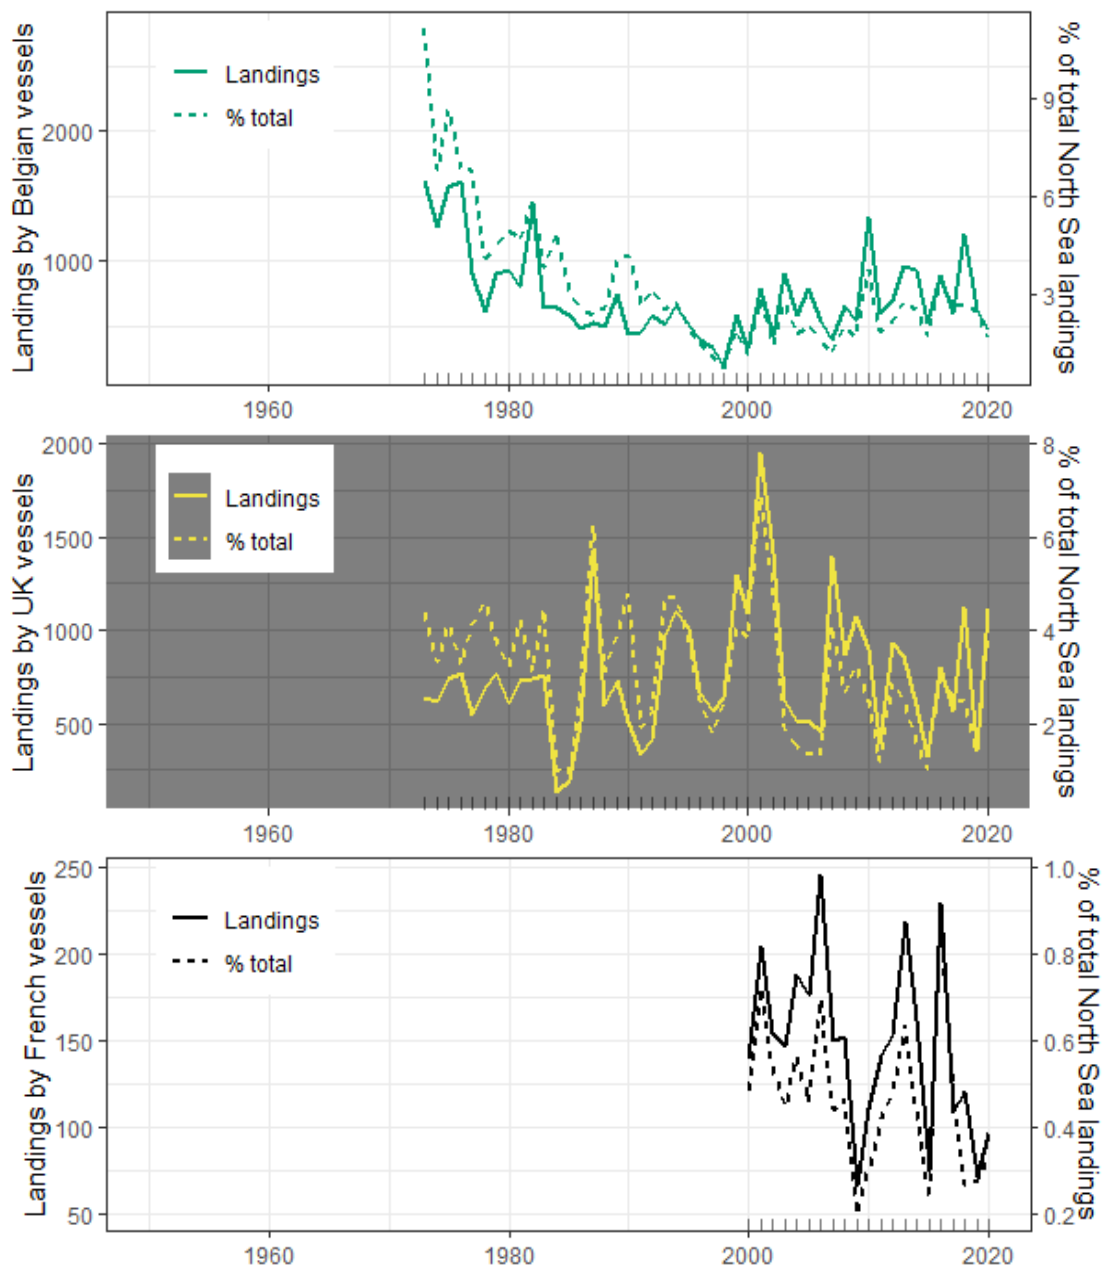 Landings by Belgian vessels
2000
1000
Landings
% total
9
6
3
% of total North Sea landings
1960
1980
2000
2020
Landings by UK vessels
2000
1500
1000
500
Landings
% total
8
6
4
2
% of total North Sea landings
1960
1980
2000
2020
Landings by French vessels
250
200
150
100
50
Landings
% total
1.0
0.8
0.6
0.4
0.2
% of total North Sea landings
1960
1980
2000
2020